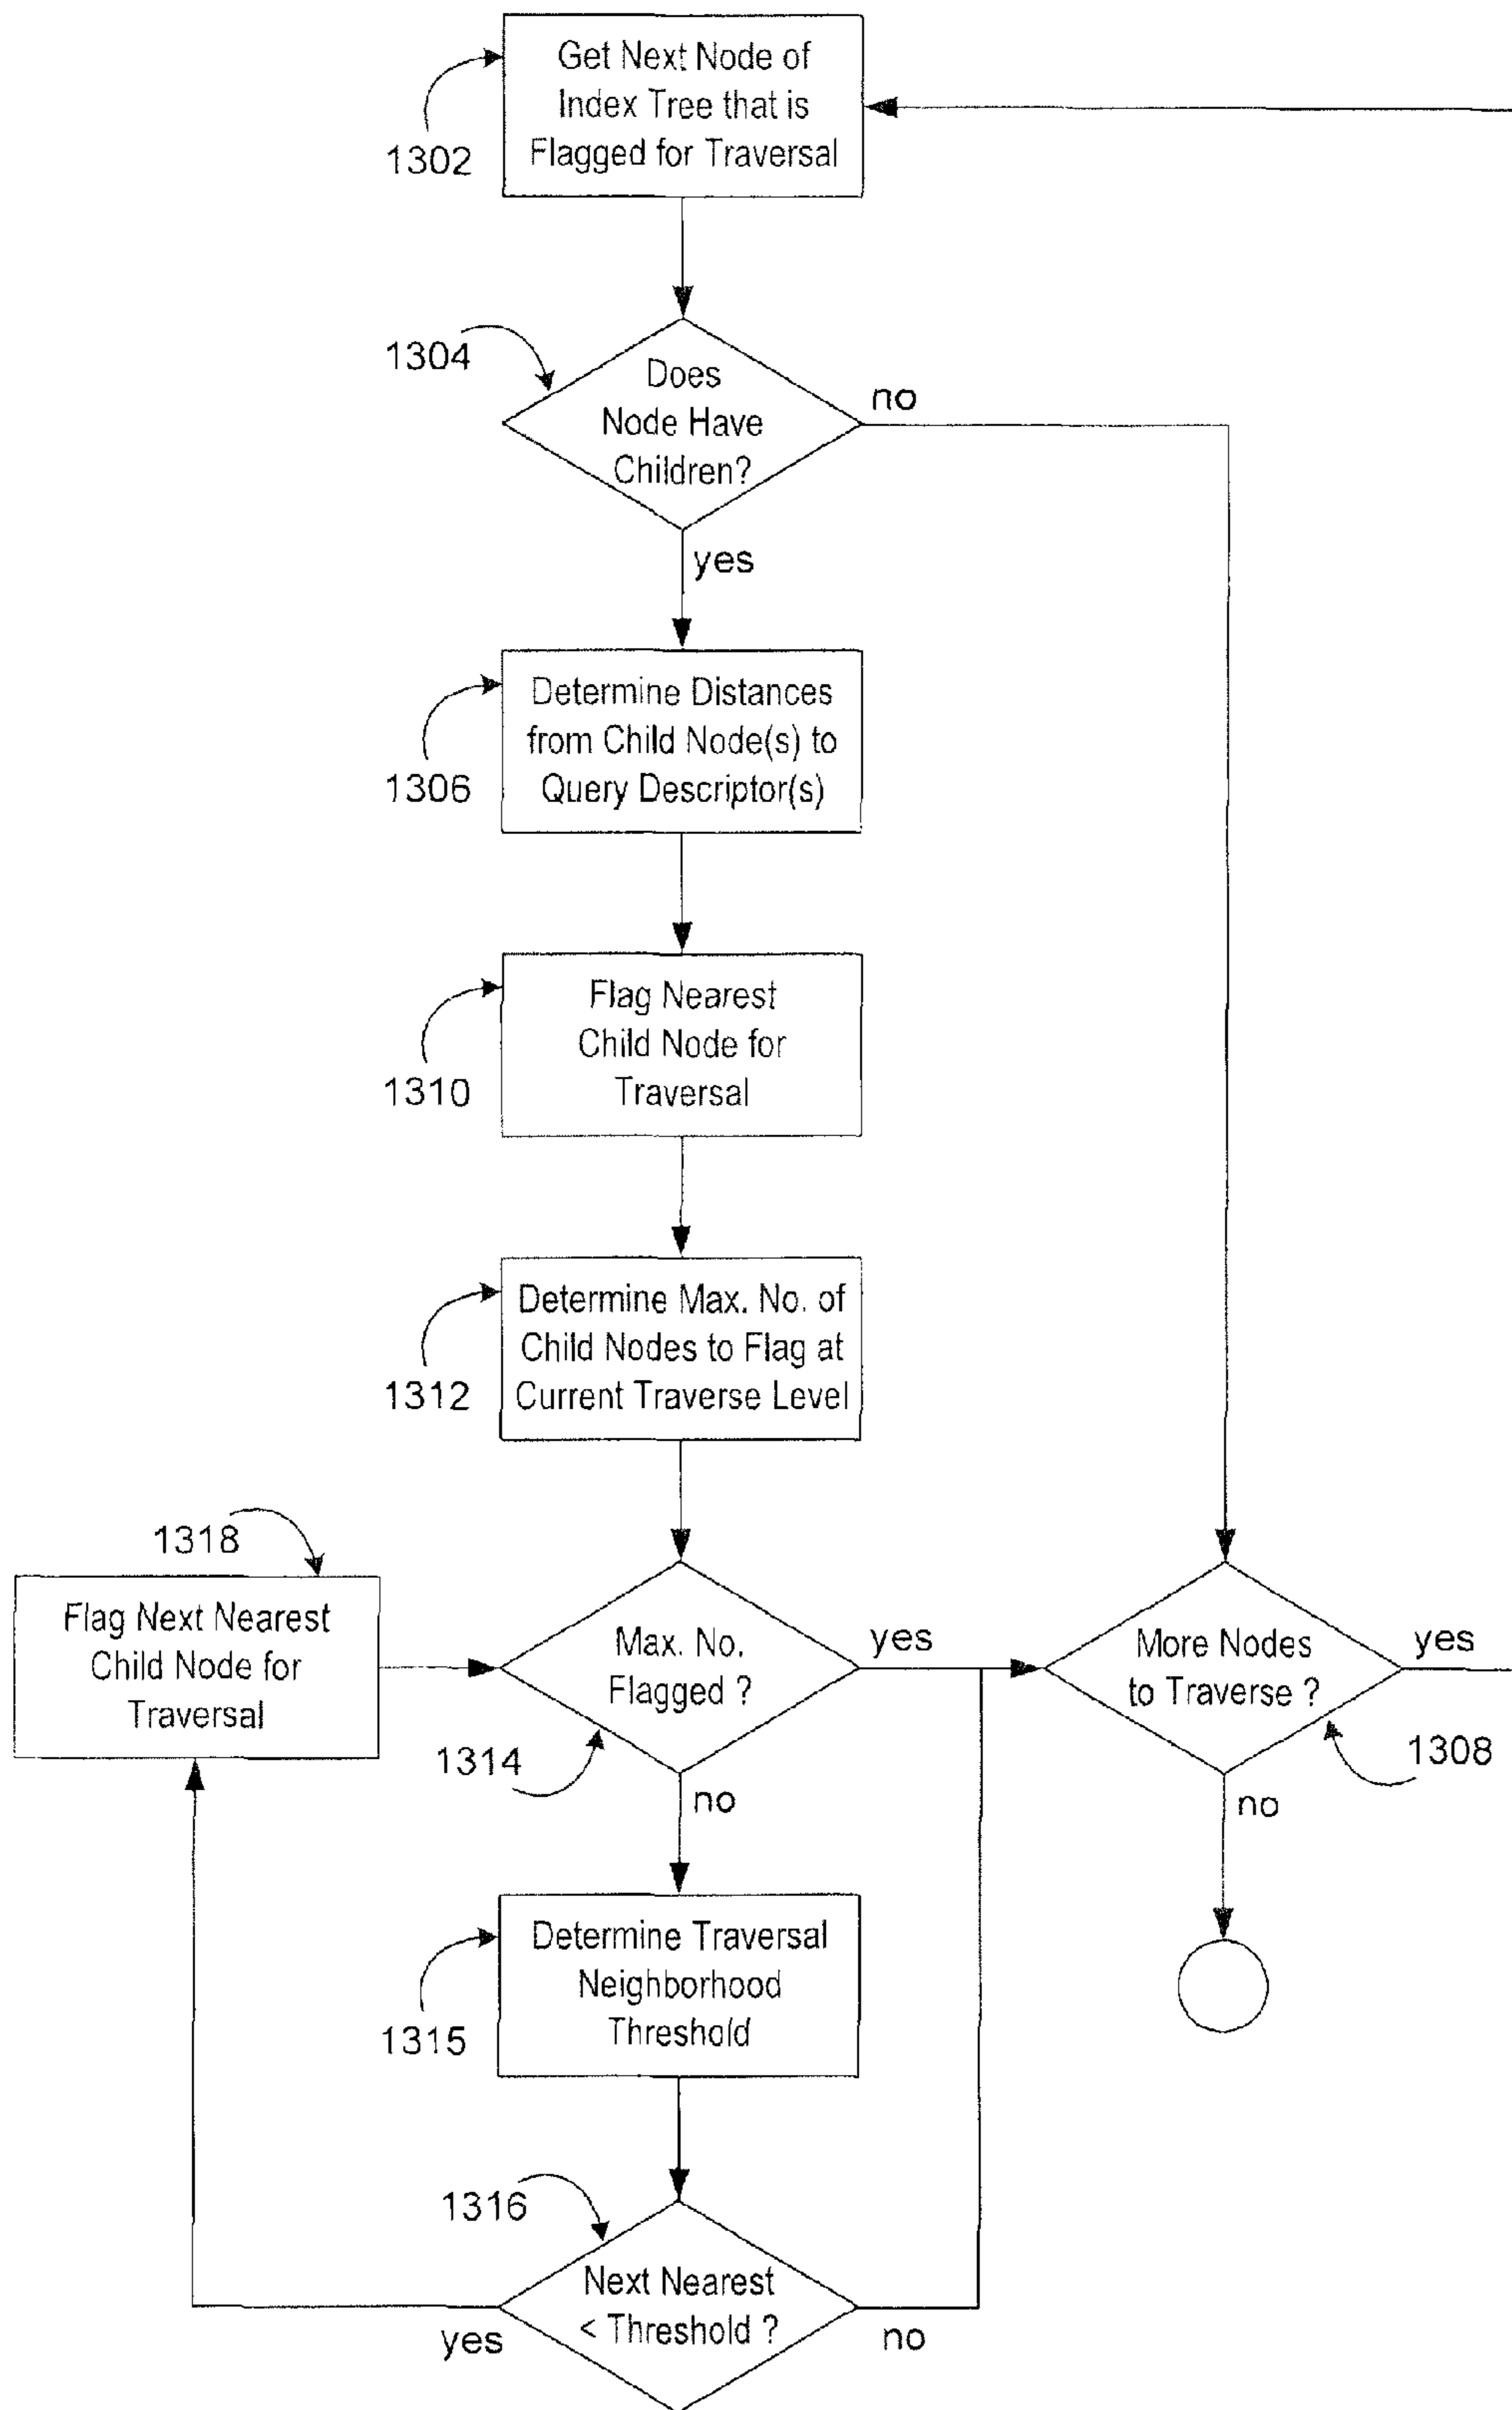 Get Next Node of
Index Tree that is
Flagged for Traversal
1302
1304
Does
Node Have
Children?
no
yes
Determine Distances
from Child Node(s) to
Query Descriptor(s)
1306
Flag Nearest
Child Node for
Traversal
1310
Determine Max. No. of
Child Nodes to Flag at
Current Traverse Level
1312
1318
Flag Next Nearest
Child Node for
Traversal
Max. No.
Flagged ?
yes
1314
no
More Nodes
to Traverse ?
yes
1308
no
Determine Traversal
Neighborhood
Threshold
1315
1316
Next Nearest
< Threshold ?
yes
no